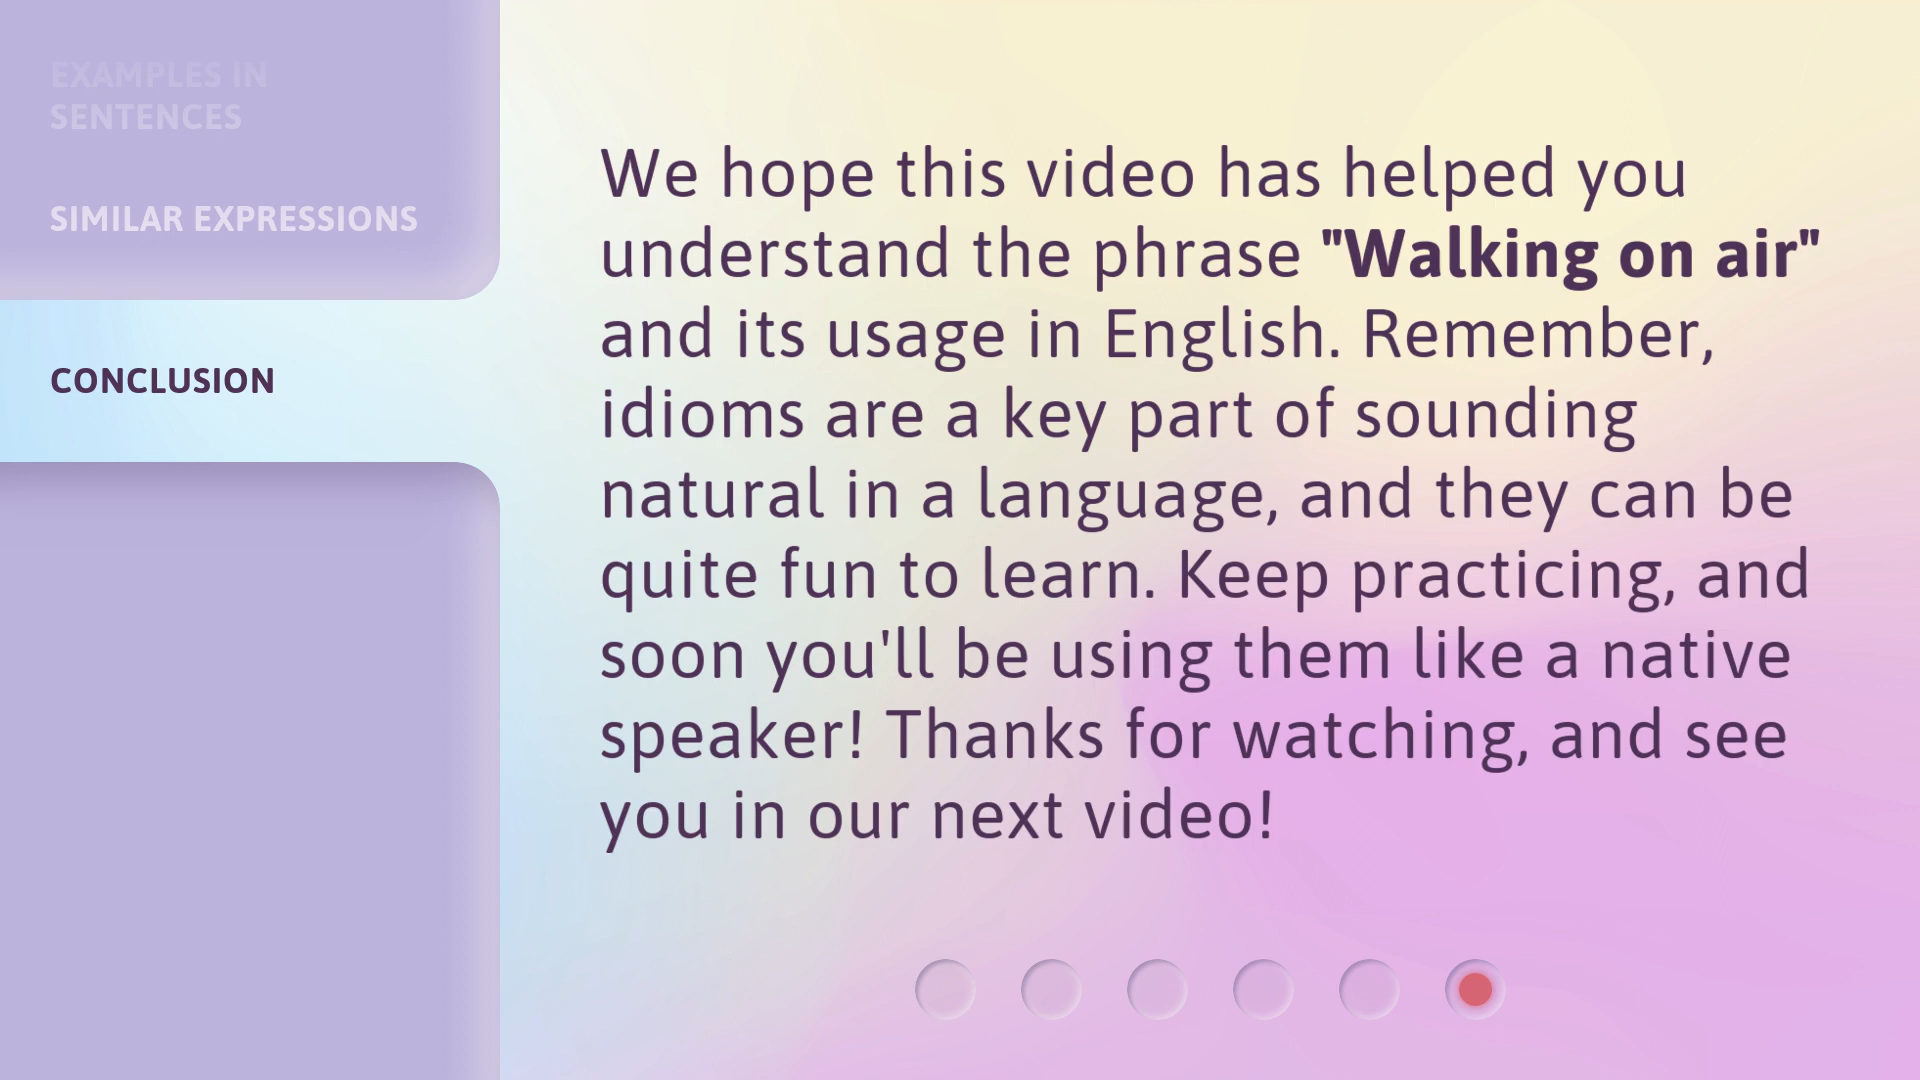 EXAMPLES IN
SENTENCES
SIMILAR EXPRESSIONS
CONCLUSION
We hope this video has helped you
understand the phrase "Walking on air"
and its usage in English. Remember,
idioms are a key part of sounding
natural in a language, and they can be
quite fun to learn. Keep practicing, and
soon you'll be using them like a native
speaker! Thanks for watching, and see
you in our next video!